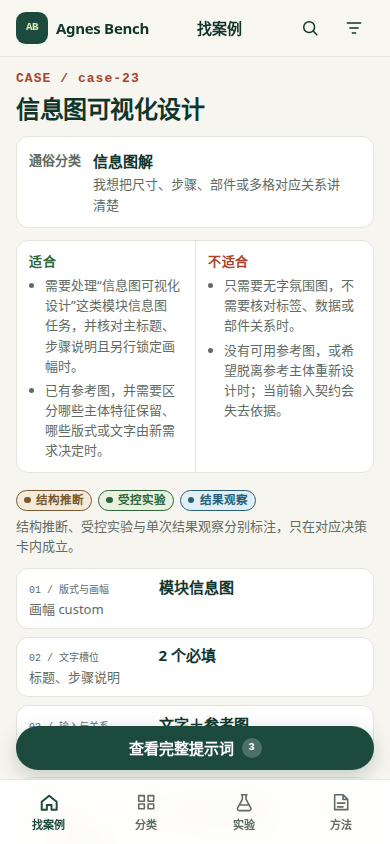 AB Agnes Bench 找案例
CASE / case-23
信息图可视化设计
通俗分类 信息图解
我想把尺寸、步骤、部件或多格对应关系讲
清楚
适合
需要处理“信息图可视化
设计”这类模块信息图
任务，并核对主标题、
步骤说明且另行锁定画
幅时。
已有参考图，并需要区
分哪些主体特征保留、
哪些版式或文字由新需
求决定时。
不适合
只需要无字氛围图，不
需要核对标签、数据或
部件关系时。
没有可用参考图，或希
望脱离参考主体重新设
计时；当前输入契约会
失去依据。
结构推断 受控实验 结果观察
结构推断、受控实验与单次结果观察分别标注，只在对应决策
卡内成立。
01 / 版式与画幅 模块信息图
画幅 custom
02 / 文字槽位 2 个必填
标题、步骤说明
03 / 输入与关系 文字＋参考图
查看完整提示词 3
找案例 分类 实验 方法